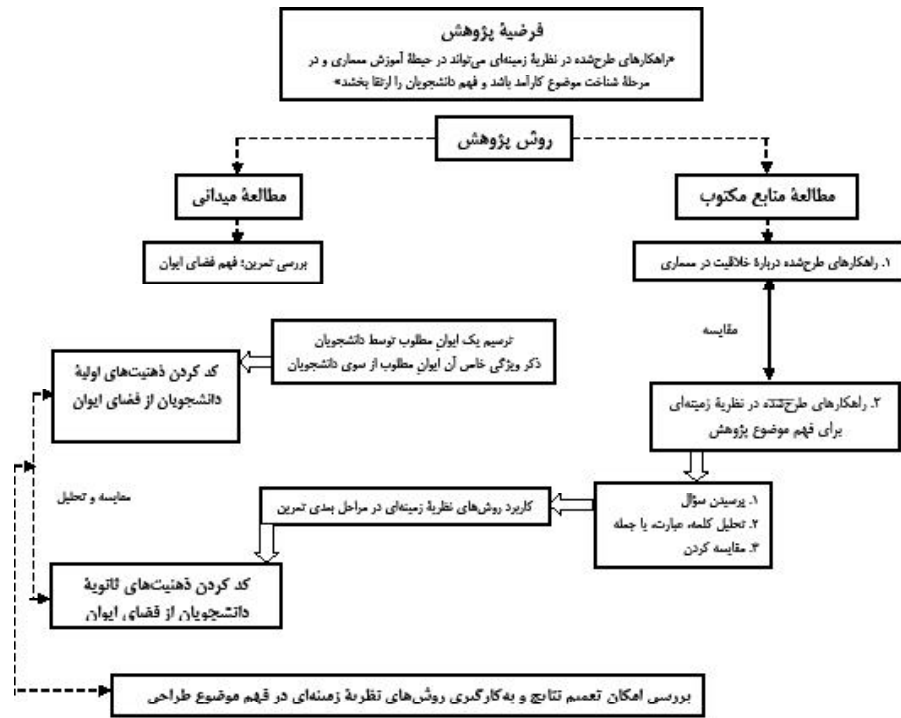 فرضیهٔ پژوهش
«راهکارهای طرح‌شده در نظریهٔ زمینه‌ای می‌تواند در حیطهٔ آموزش معماری و در
مرحلهٔ شناخت موضوع کارآمد باشد و فهم دانشجویان را ارتقا بخشد»
روش پژوهش
مطالعهٔ منابع مکتوب
مطالعهٔ میدانی
۱. راهکارهای طرح‌شده دربارهٔ خلاقیت در معماری
بررسی تمرین؛ فهم فضای ایوان
مقایسه
ترسیم یک ایوانِ مطلوب توسط دانشجویان
ذکر ویژگی خاص آن ایوانِ مطلوب از سوی دانشجویان
کد کردن ذهنیت‌های اولیهٔ
دانشجویان از فضای ایوان
۲. راهکارهای طرح‌شده در نظریهٔ زمینه‌ای
برای فهم موضوع پژوهش
۱. پرسیدن سؤال
۲. تحلیل کلمه، عبارت، یا جمله
۳. مقایسه کردن
کاربرد روش‌های نظریهٔ زمینه‌ای در مراحل بعدی تمرین
مقایسه و تحلیل
کد کردن ذهنیت‌های ثانویهٔ
دانشجویان از فضای ایوان
بررسی امکان تعمیم نتایج و به‌کارگیری روش‌های نظریهٔ زمینه‌ای در فهم موضوع طراحی